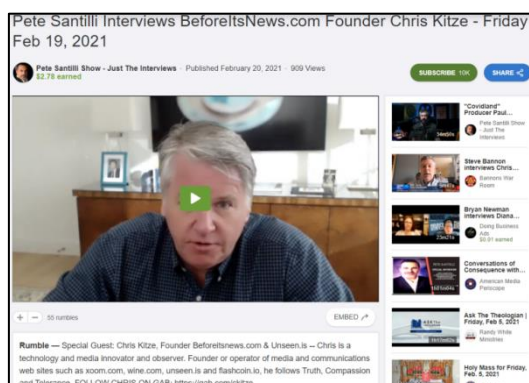 Pete Santilli Interviews BeforeItsNews.com Founder Chris Kitze - Friday
Feb 19, 2021
Pete Santilli Show - Just The Interviews · Published February 20, 2021 · 909 Views
$2.78 earned
SUBSCRIBE 10K
SHARE
"Covidland"
Producer Paul...
Pete Santilli Show
- Just The
Interviews
Steve Bannon
interviews Chris...
Bannons War
Room
Bryan Newman
interviews Diana...
Doing Business
Ads
$0.01 earned
Conversations of
Consequence with...
American Media
Periscope
Ask The Theologian |
Friday, Feb 5, 2021
Randy White
Ministries
Holy Mass for Friday
Feb. 5, 2021
+ − 55 rumbles
EMBED
Rumble — Special Guest: Chris Kitze, Founder Beforeitsnews.com & Unseen.is -- Chris is a
technology and media innovator and observer. Founder or operator of media and communications
web sites such as xoom.com, wine.com, unseen.is and flashcoin.io, he follows Truth, Compassion
and Tolerance. FOLLOW CHRIS ON GAB: https://gab.com/ckitze